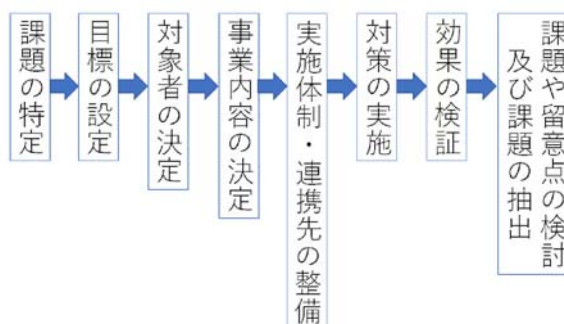 課題の特定
目標の設定
対象者の決定
事業内容の決定
実施体制・連携先の整備
対策の実施
効果の検証
課題や留意点の検討
及び課題の抽出